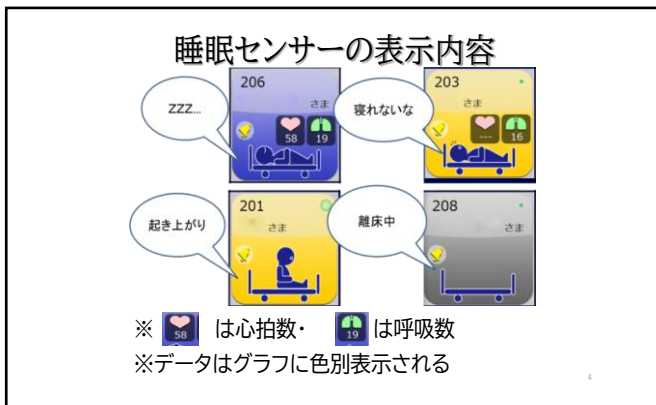 睡眠センサーの表示内容
206
さま
ZZZ…
58 19
203
さま
寝れないな
--- 16
201
さま
起き上がり
208
さま
離床中
※ 58 は心拍数・ 19 は呼吸数
※データはグラフに色別表示される
4